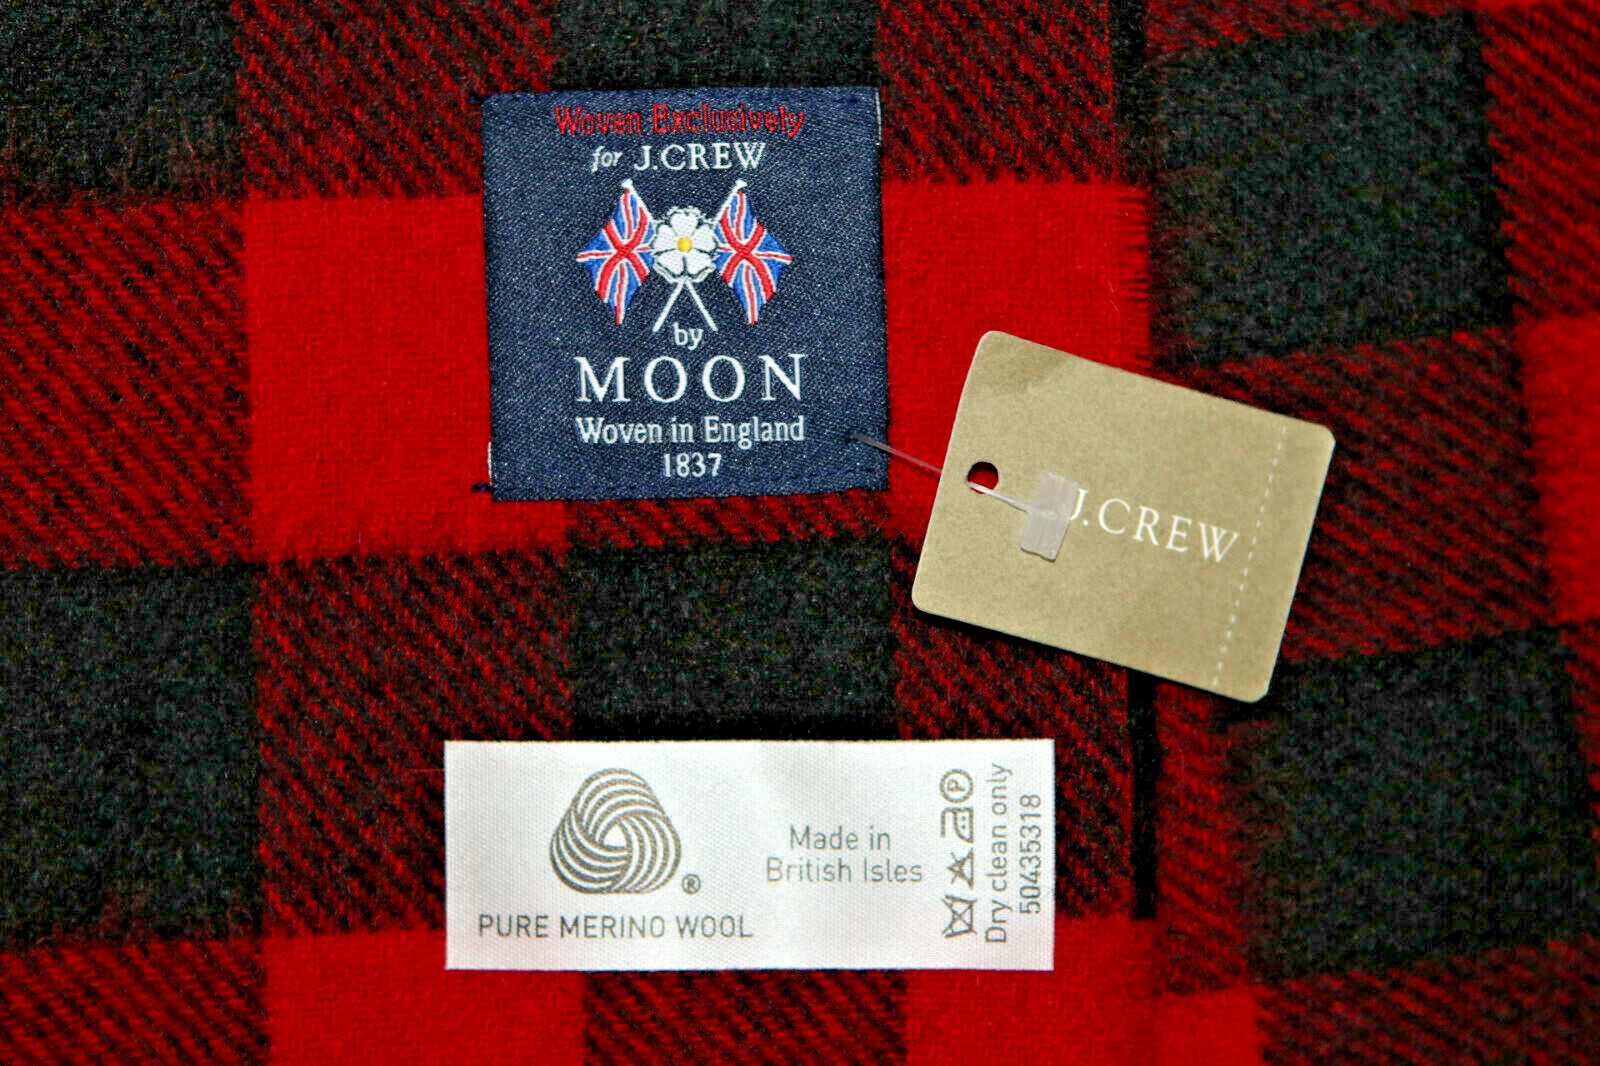 Woven Exclusively
for J.CREW
by
MOON
Woven in England
1837
J.CREW
PURE MERINO WOOL
®
Made in
British Isles
P
Dry clean only
50435318